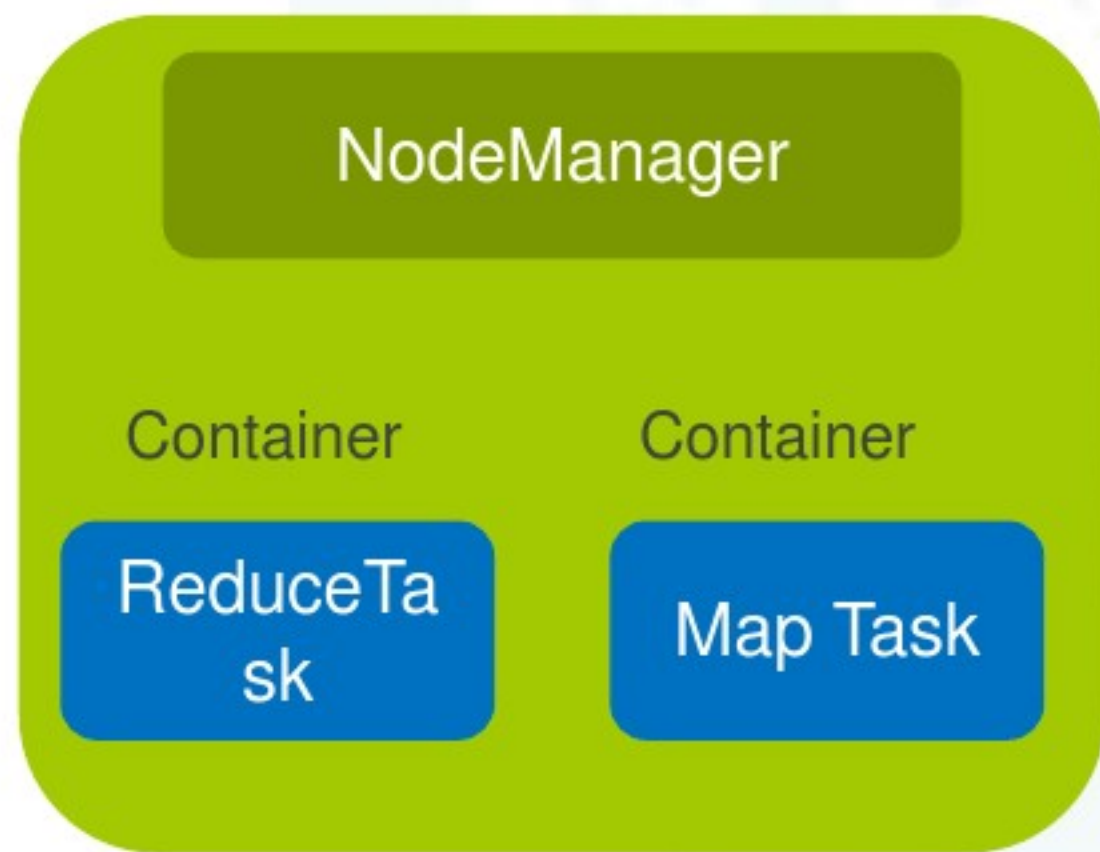 NodeManager
Container
Container
ReduceTa
sk
Map Task